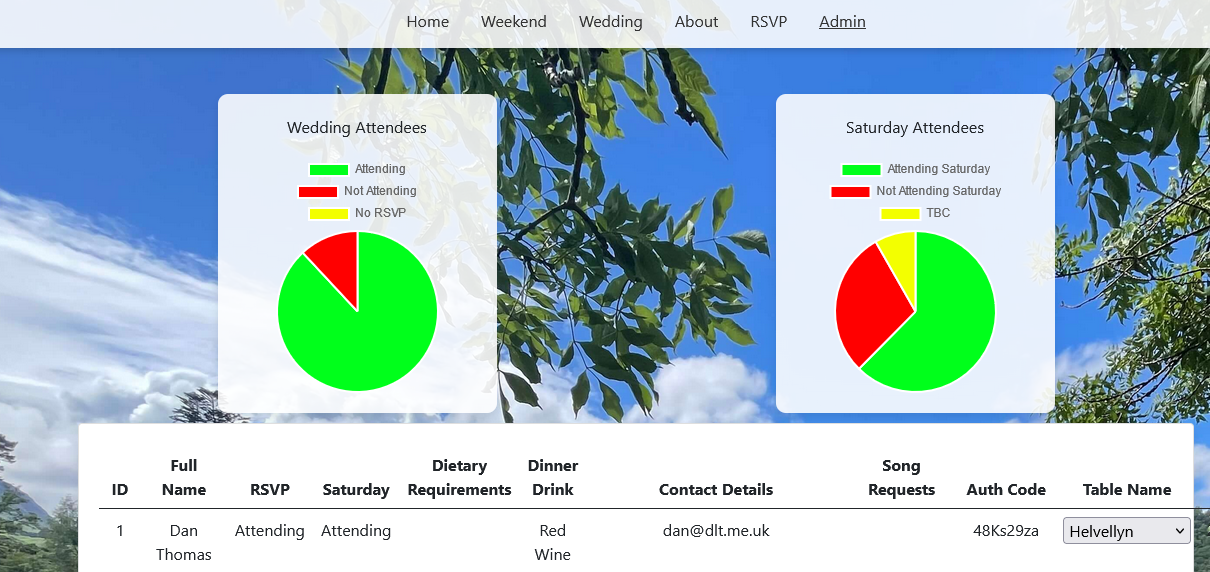 Home Weekend Wedding About RSVP Admin
Wedding Attendees
Attending
Not Attending
No RSVP
Saturday Attendees
Attending Saturday
Not Attending Saturday
TBC
ID Full Name RSVP Saturday Dietary Requirements Dinner Drink Contact Details Song Requests Auth Code Table Name
1 Dan Thomas Attending Attending Red Wine dan@dlt.me.uk 48Ks29za Helvellyn